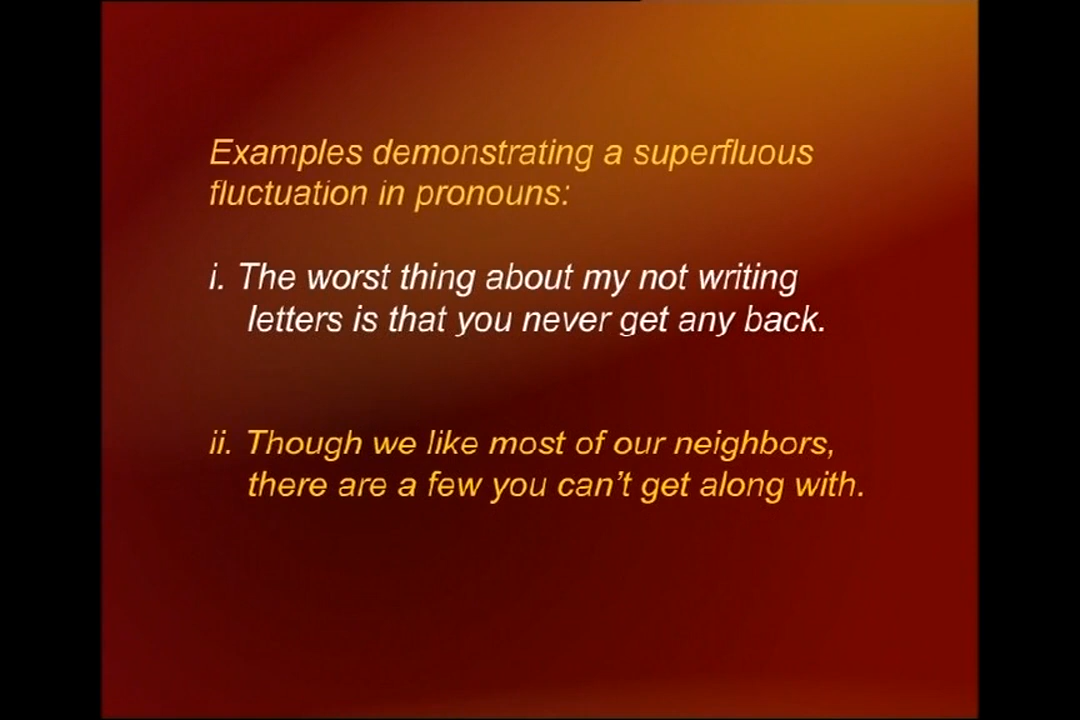 Examples demonstrating a superfluous
fluctuation in pronouns:
i. The worst thing about my not writing
letters is that you never get any back.
ii. Though we like most of our neighbors,
there are a few you can't get along with.